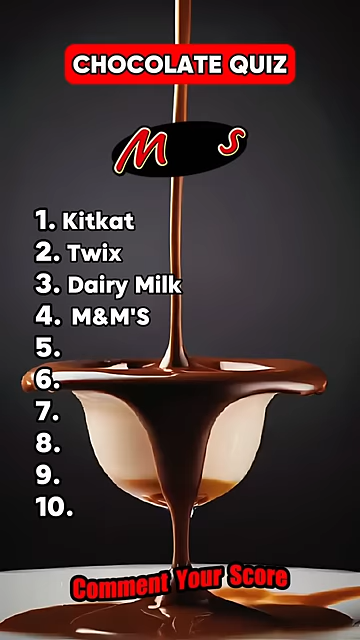 CHOCOLATE QUIZ
M s
1. Kitkat
2. Twix
3. Dairy Milk
4. M&M'S
5.
6.
7.
8.
9.
10.
Comment Your Score